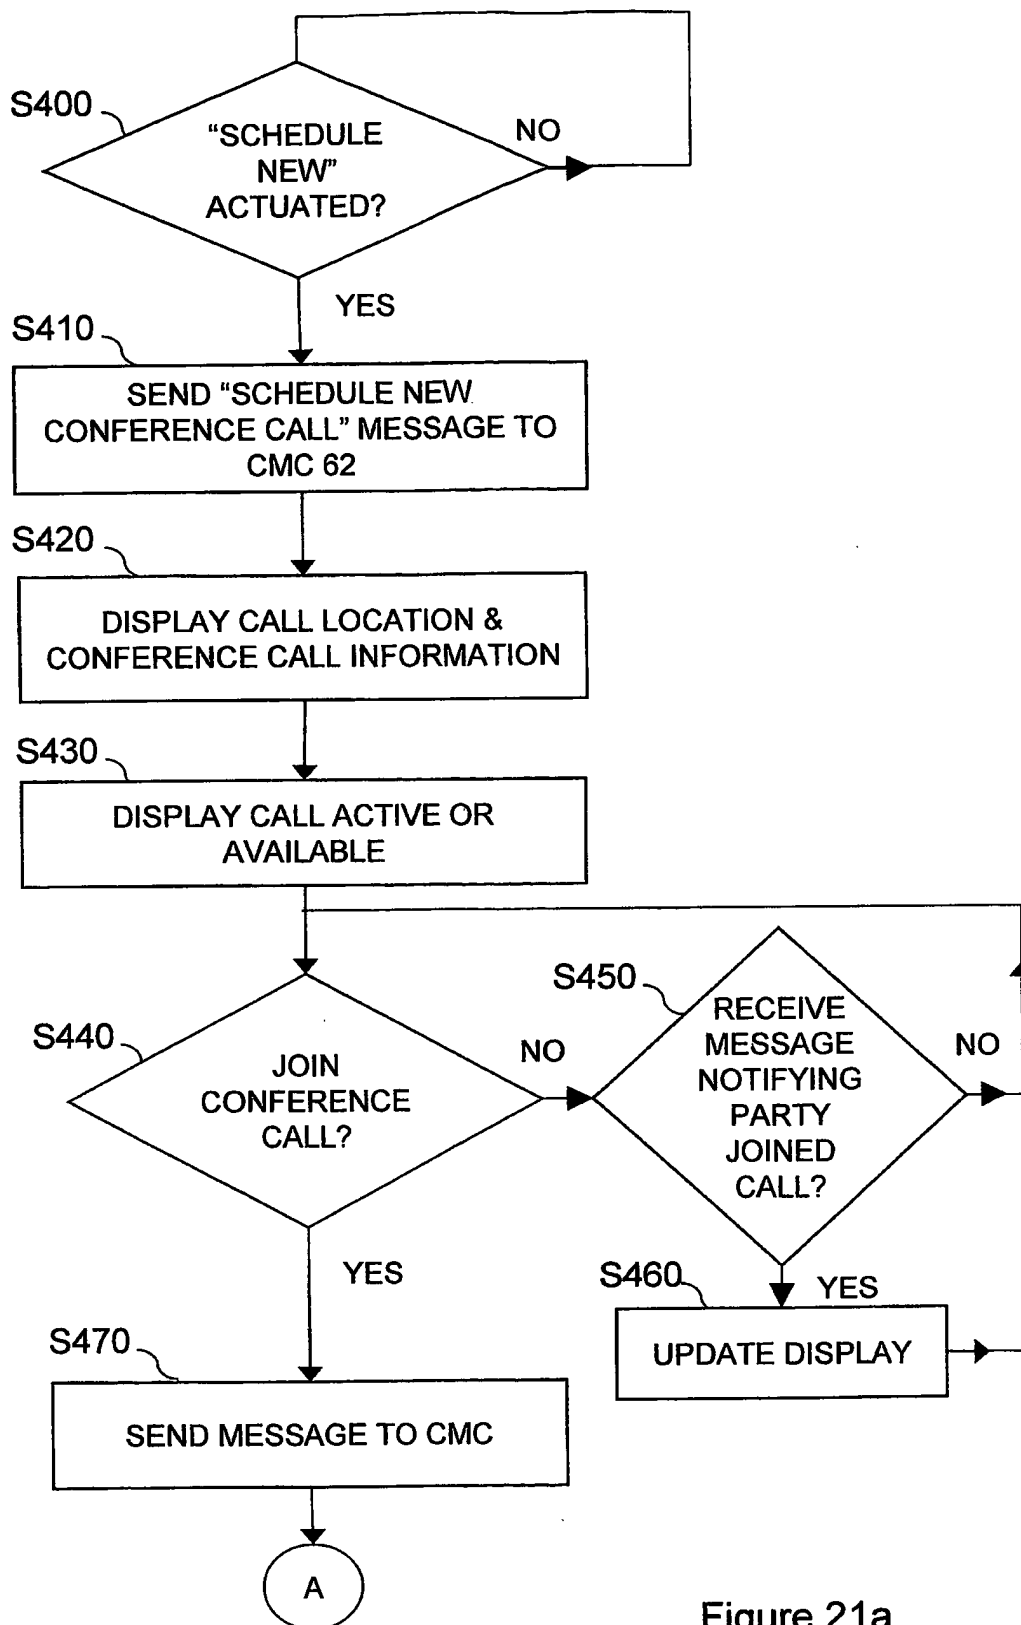 S400
“SCHEDULE
NEW”
ACTUATED?
NO
YES
S410
SEND “SCHEDULE NEW
CONFERENCE CALL” MESSAGE TO
CMC 62
S420
DISPLAY CALL LOCATION &
CONFERENCE CALL INFORMATION
S430
DISPLAY CALL ACTIVE OR
AVAILABLE
S440
JOIN
CONFERENCE
CALL?
NO
S450
RECEIVE
MESSAGE
NOTIFYING
PARTY
JOINED
CALL?
NO
YES
S460
YES
UPDATE DISPLAY
S470
SEND MESSAGE TO CMC
A
Figure 21a